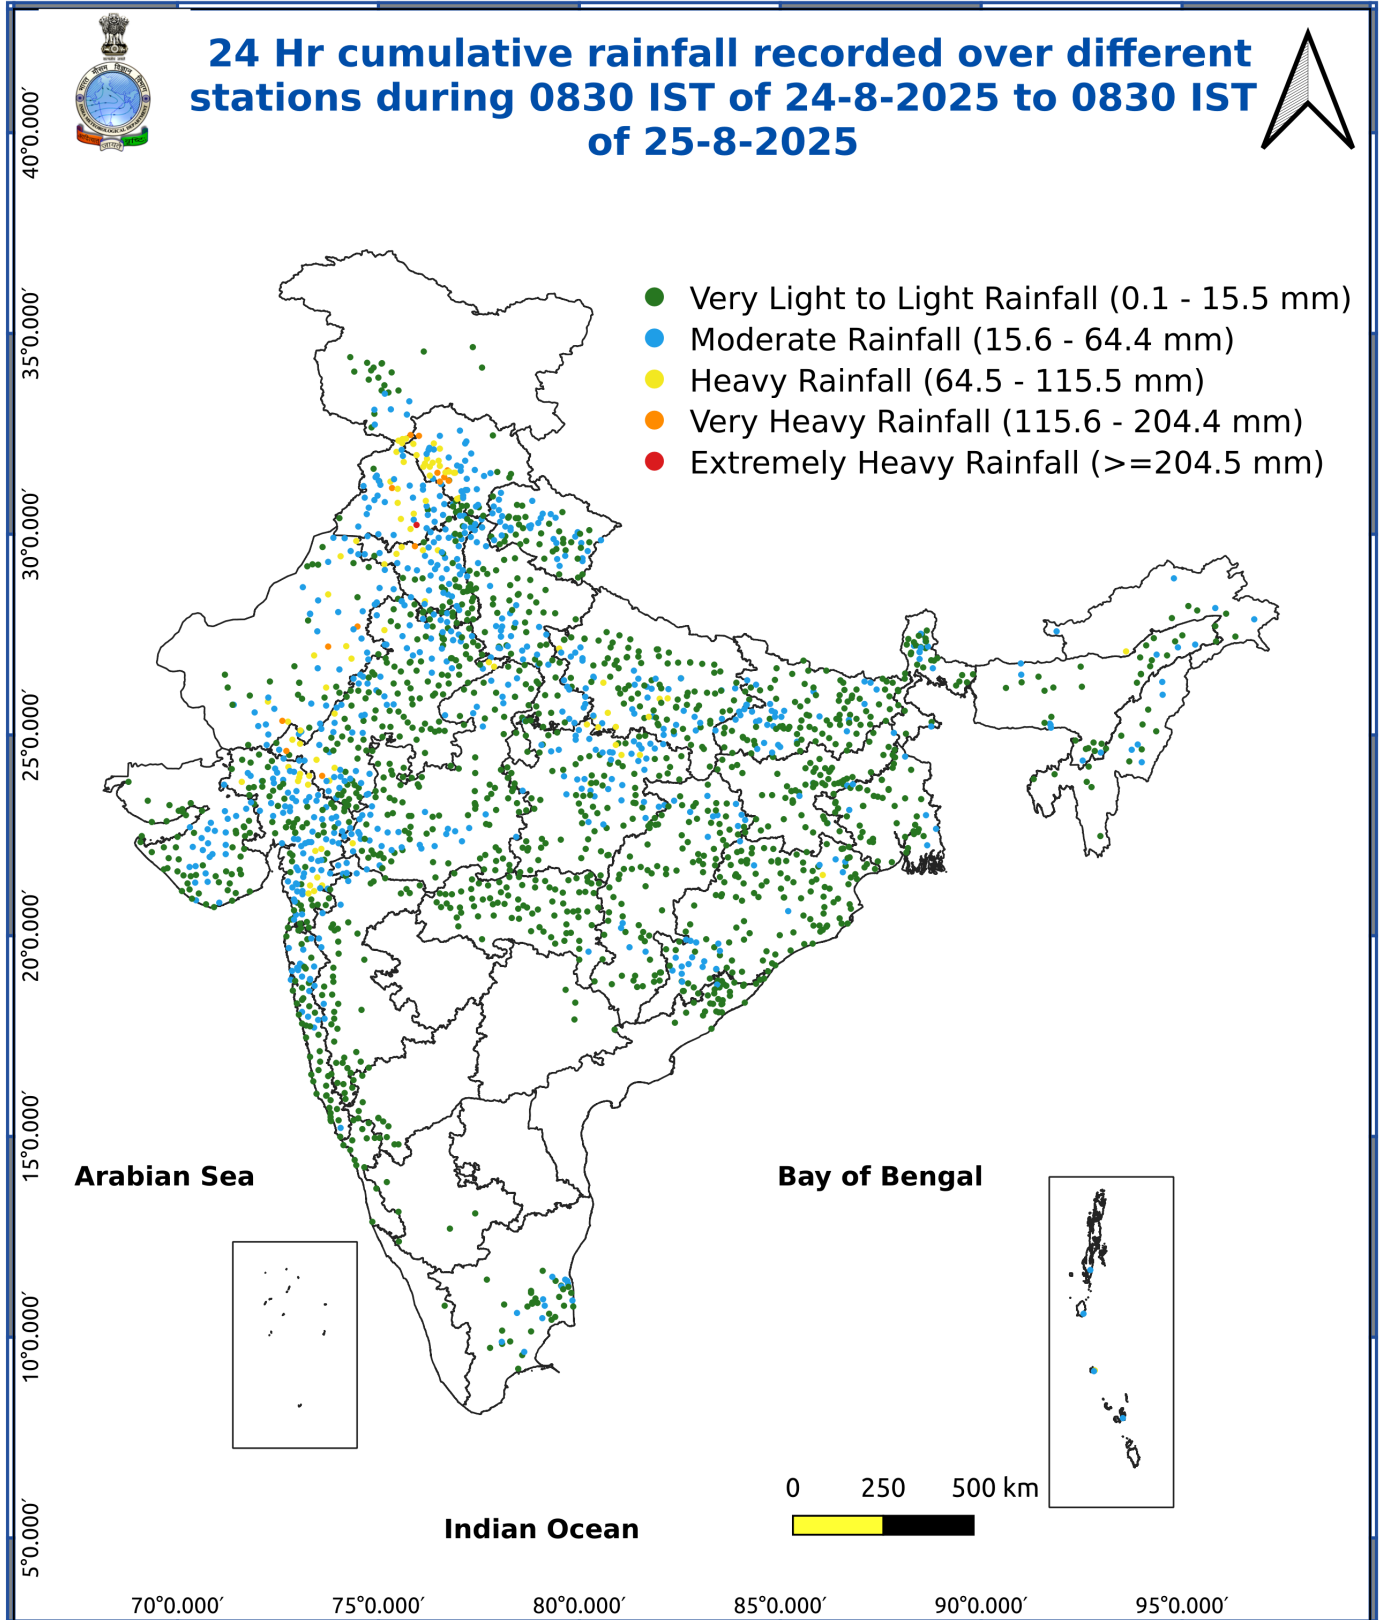 24 Hr cumulative rainfall recorded over different
stations during 0830 IST of 24-8-2025 to 0830 IST
of 25-8-2025
Very Light to Light Rainfall (0.1 - 15.5 mm)
Moderate Rainfall (15.6 - 64.4 mm)
Heavy Rainfall (64.5 - 115.5 mm)
Very Heavy Rainfall (115.6 - 204.4 mm)
Extremely Heavy Rainfall (>=204.5 mm)
40°0.000′
35°0.000′
30°0.000′
25°0.000′
20°0.000′
15°0.000′
10°0.000′
5°0.000′
Arabian Sea
Bay of Bengal
Indian Ocean
0 250 500 km
70°0.000′ 75°0.000′ 80°0.000′ 85°0.000′ 90°0.000′ 95°0.000′